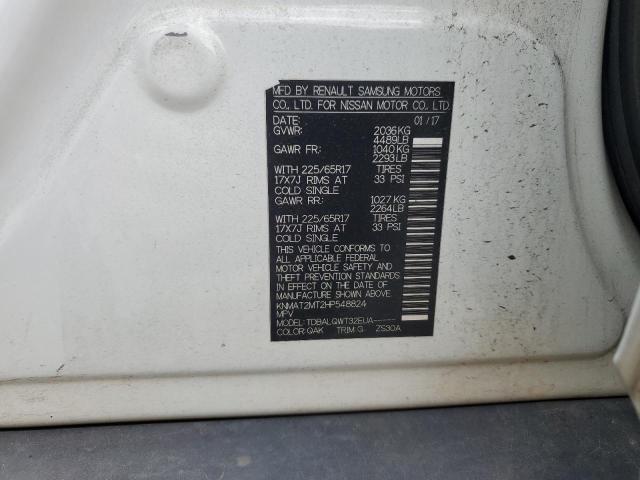 MFD BY RENAULT SAMSUNG MOTORS
CO., LTD. FOR NISSAN MOTOR CO., LTD.
DATE: 01/17
GVWR: 2036KG
4489LB
GAWR FR: 1040KG
2293LB
WITH 225/65R17 TIRES
17X7J RIMS AT 33 PSI
COLD SINGLE
GAWR RR: 1027KG
2264LB
WITH 225/65R17 TIRES
17X7J RIMS AT 33 PSI
COLD SINGLE
THIS VEHICLE CONFORMS TO
ALL APPLICABLE FEDERAL
MOTOR VEHICLE SAFETY AND
THEFT PREVENTION STANDARDS
IN EFFECT ON THE DATE OF
MANUFACTURE SHOWN ABOVE.
KNMAT2MT2HP548824
MPV
MODEL: TDBALQWT32EUA------
COLOR: QAK TRIM: G ZS30A